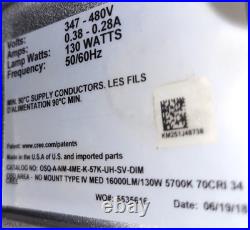 347 - 480V
Volts: 0.38 - 0.28A
Amps: 130 WATTS
Lamp Watts:
Frequency: 50/60Hz
MIN. 90°C SUPPLY CONDUCTORS. LES FILS
D'ALIMENTATION 90°C MIN.
KM251J48738
www.cree.com/patents
Made in the U.S.A. of U.S. and imported parts
CATALOG NO: OSQ-A-NM-4ME-K-57K-UH-SV-DIM
AREA - NO MOUNT TYPE IV MED 16000LM/130W 5700K 70CRI 34
WO#:
DATE: 06/19/18